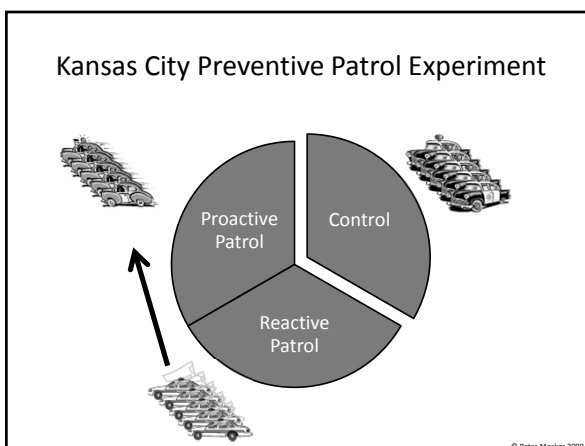 Kansas City Preventive Patrol Experiment
Proactive
Patrol
Control
Reactive
Patrol